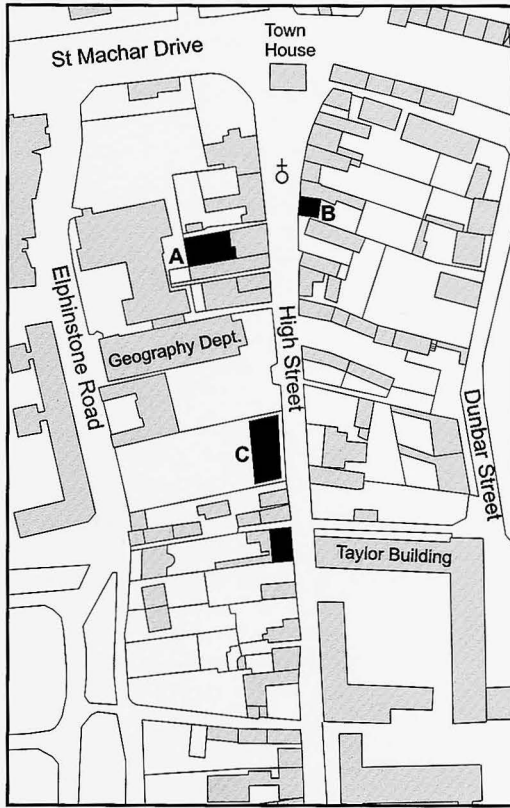 St Machar Drive
Town
House
B
A
High Street
Geography Dept.
Elphinstone Road
Dunbar Street
C
Taylor Building